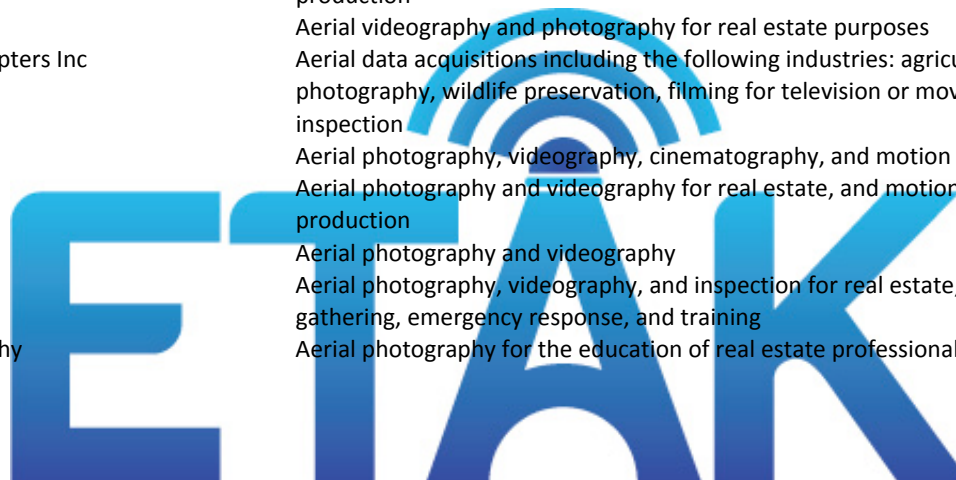 production
Aerial videography and photography for real estate purposes
pters Inc Aerial data acquisitions including the following industries: agricu
photography, wildlife preservation, filming for television or mov
inspection
Aerial photography, videography, cinematography, and motion
Aerial photography and videography for real estate, and motion
production
Aerial photography and videography
Aerial photography, videography, and inspection for real estate,
gathering, emergency response, and training
hy Aerial photography for the education of real estate professional
ETAK